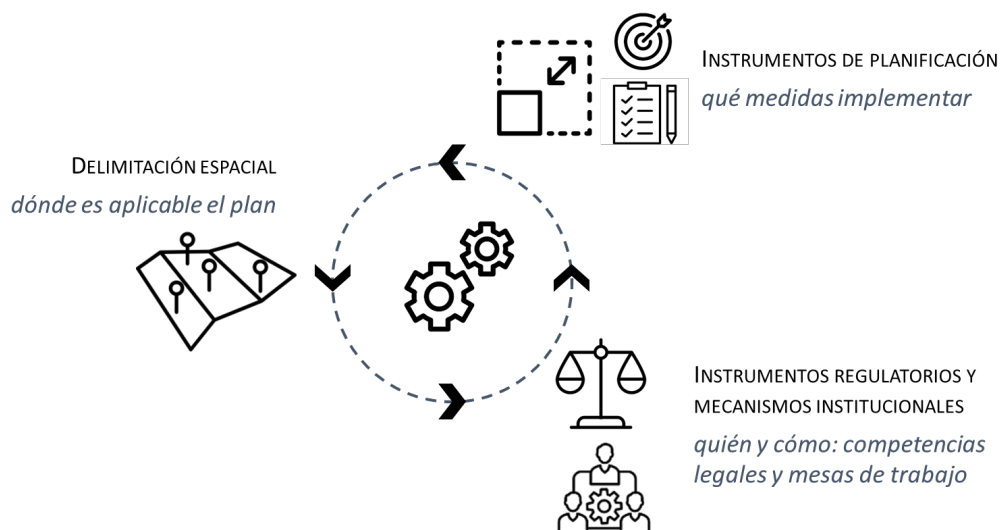 INSTRUMENTOS DE PLANIFICACIÓN
qué medidas implementar
DELIMITACIÓN ESPACIAL
dónde es aplicable el plan
INSTRUMENTOS REGULATORIOS Y
MECANISMOS INSTITUCIONALES
quién y cómo: competencias
legales y mesas de trabajo